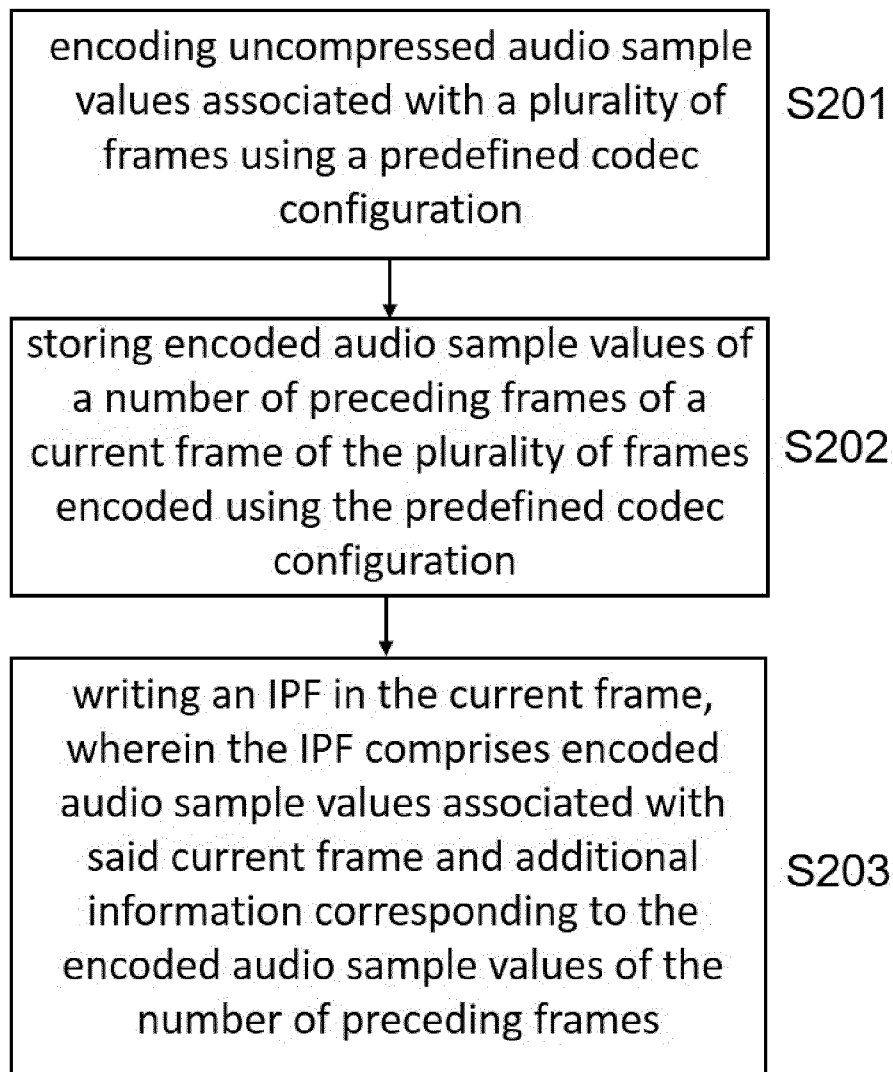 encoding uncompressed audio sample
values associated with a plurality of
frames using a predefined codec
configuration
S201
storing encoded audio sample values of
a number of preceding frames of a
current frame of the plurality of frames
encoded using the predefined codec
configuration
S202
writing an IPF in the current frame,
wherein the IPF comprises encoded
audio sample values associated with
said current frame and additional
information corresponding to the
encoded audio sample values of the
number of preceding frames
S203